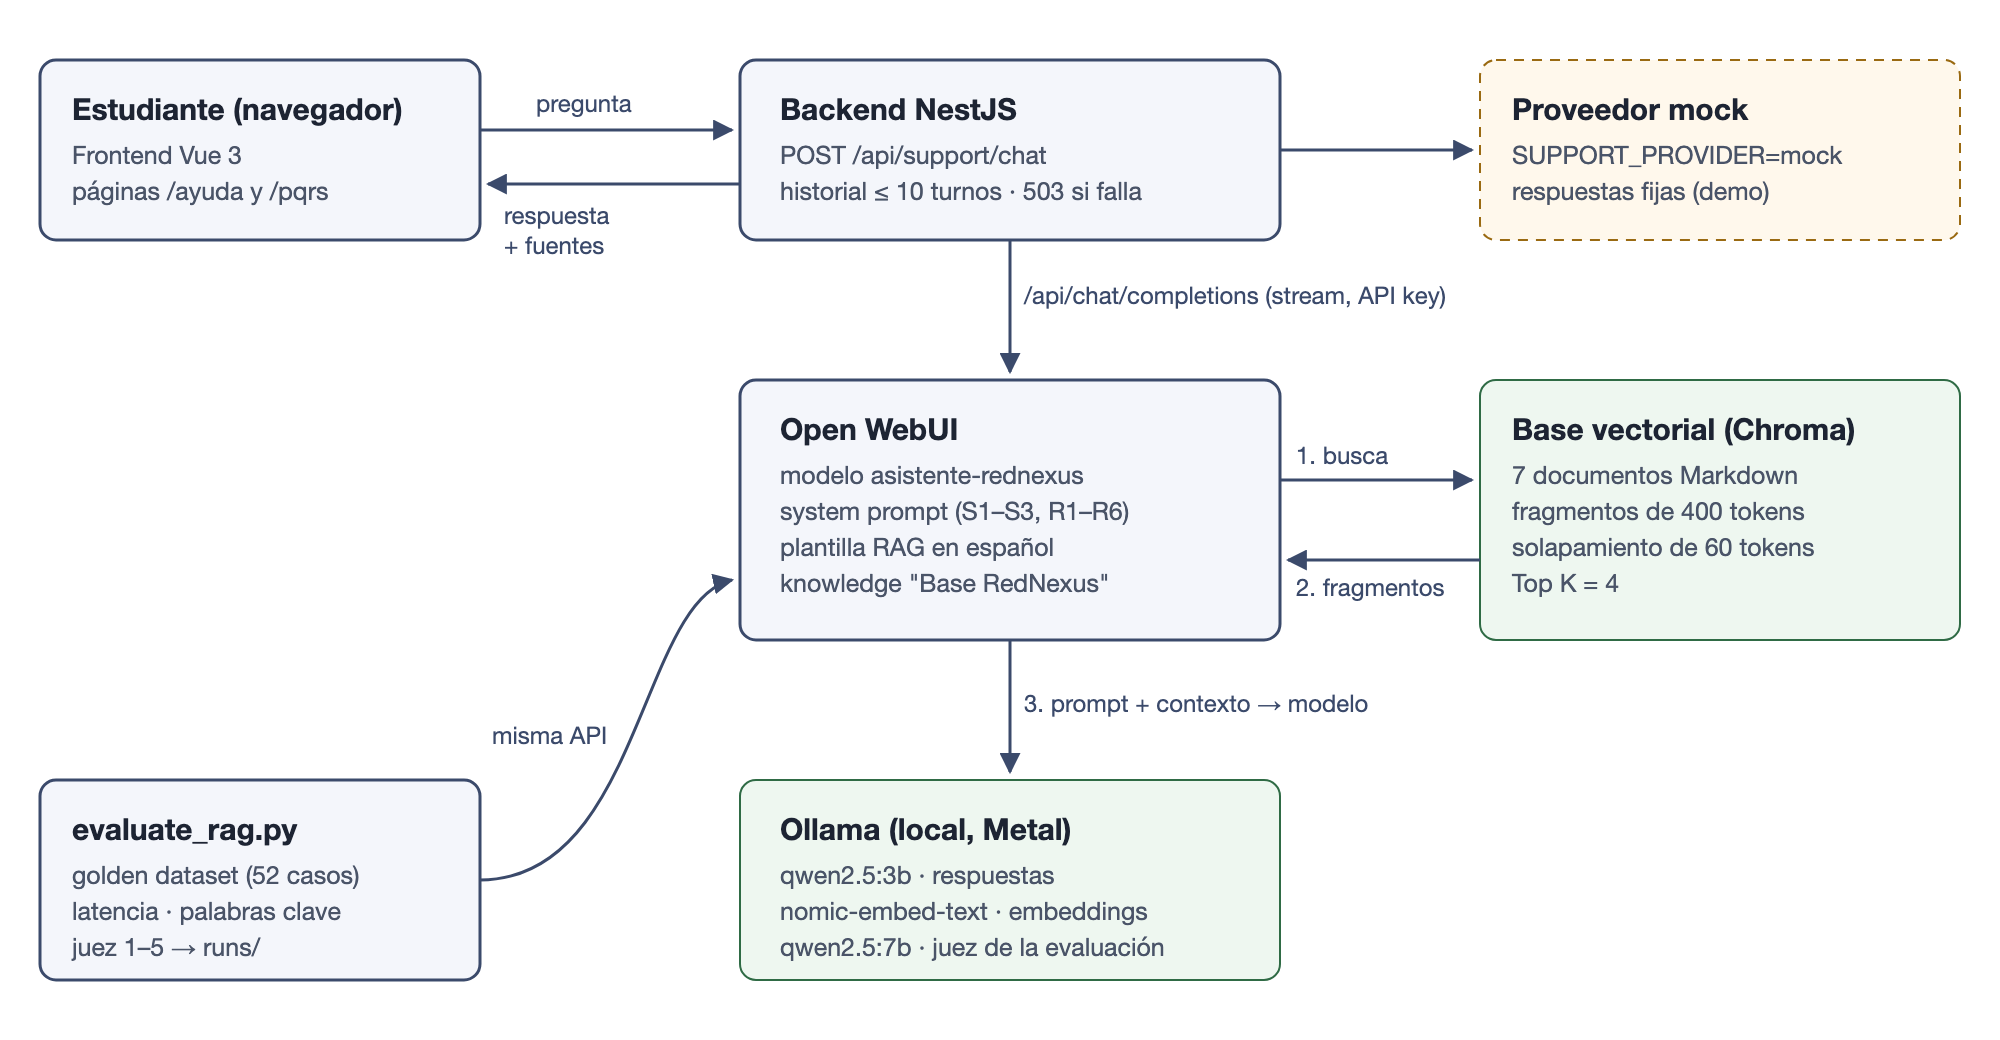 Estudiante (navegador)
Frontend Vue 3
páginas /ayuda y /pqrs
pregunta
respuesta
+ fuentes
Backend NestJS
POST /api/support/chat
historial ≤ 10 turnos · 503 si falla
Proveedor mock
SUPPORT_PROVIDER=mock
respuestas fijas (demo)
/api/chat/completions (stream, API key)
Open WebUI
modelo asistente-rednexus
system prompt (S1–S3, R1–R6)
plantilla RAG en español
knowledge "Base RedNexus"
1. busca
2. fragmentos
Base vectorial (Chroma)
7 documentos Markdown
fragmentos de 400 tokens
solapamiento de 60 tokens
Top K = 4
3. prompt + contexto → modelo
misma API
evaluate_rag.py
golden dataset (52 casos)
latencia · palabras clave
juez 1–5 → runs/
Ollama (local, Metal)
qwen2.5:3b · respuestas
nomic-embed-text · embeddings
qwen2.5:7b · juez de la evaluación